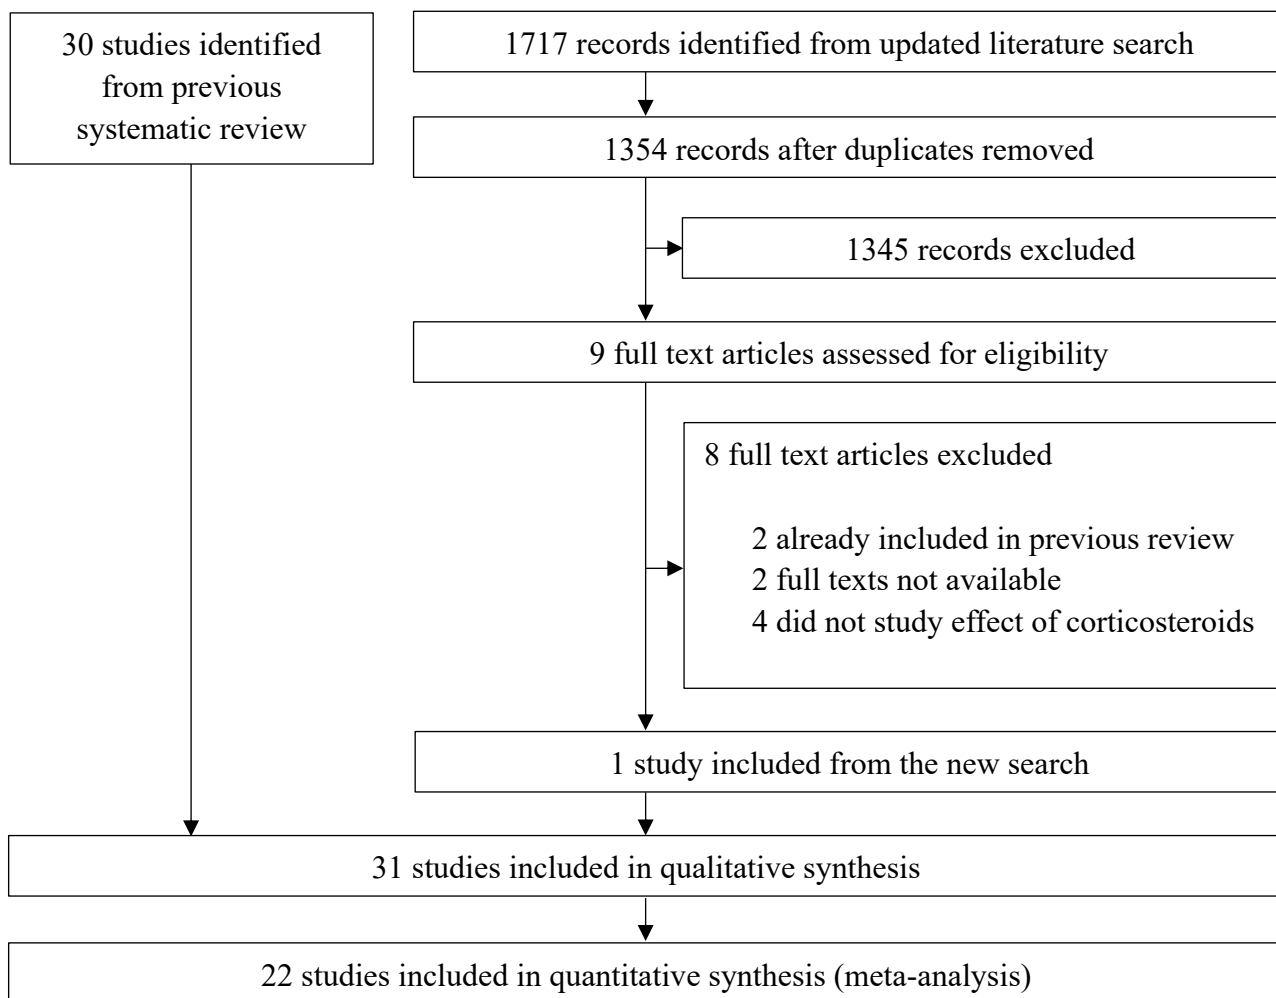 30 studies identified
from previous
systematic review
1717 records identified from updated literature search
1354 records after duplicates removed
1345 records excluded
9 full text articles assessed for eligibility
8 full text articles excluded
2 already included in previous review
2 full texts not available
4 did not study effect of corticosteroids
1 study included from the new search
31 studies included in qualitative synthesis
22 studies included in quantitative synthesis (meta-analysis)